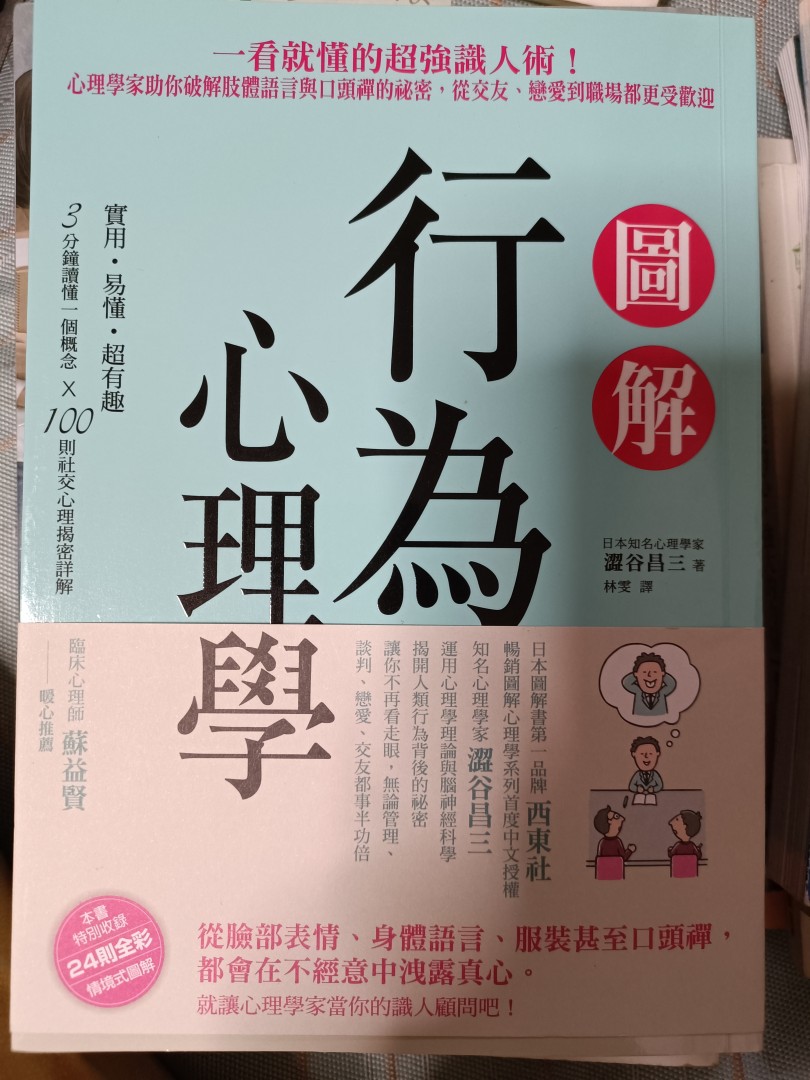 一看就懂的超強識人術！
心理學家助你破解肢體語言與口頭禪的祕密，從交友、戀愛到職場都更受歡迎
圖解
行為
心理學
實用・易懂・超有趣
3分鐘讀懂一個概念×100則社交心理揭密詳解
日本知名心理學家
澀谷昌三 著
林雯 譯
日本圖解書第一品牌 西東社
暢銷圖解心理學系列首度中文授權
知名心理學家 澀谷昌三
運用心理學理論與腦神經科學
揭開人類行為背後的祕密
讓你不再看走眼，無論管理、
談判、戀愛、交友都事半功倍
臨床心理師 蘇益賢
——暖心推薦
本書
特別收錄
24則全彩
情境式圖解
從臉部表情、身體語言、服裝甚至口頭禪，
都會在不經意中洩露真心。
就讓心理學家當你的識人顧問吧！